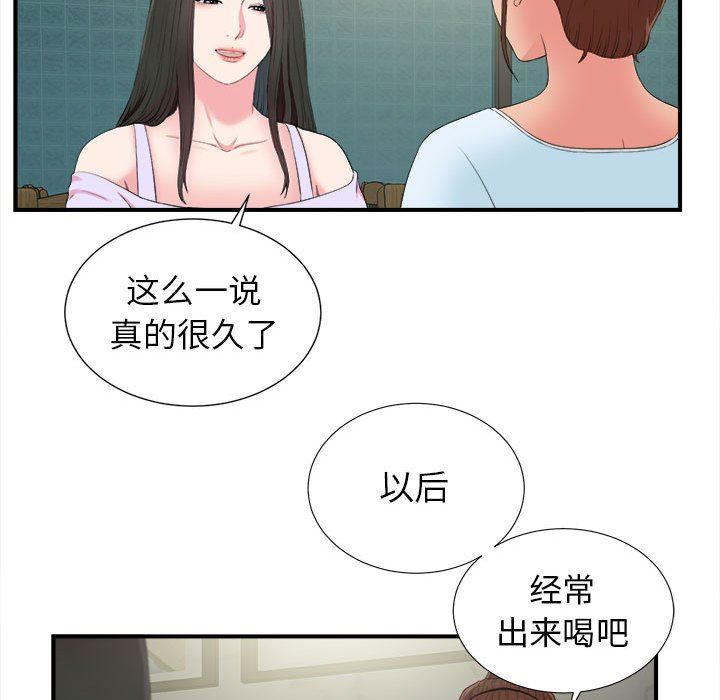 这么一说
真的很久了
以后
经常
出来喝吧